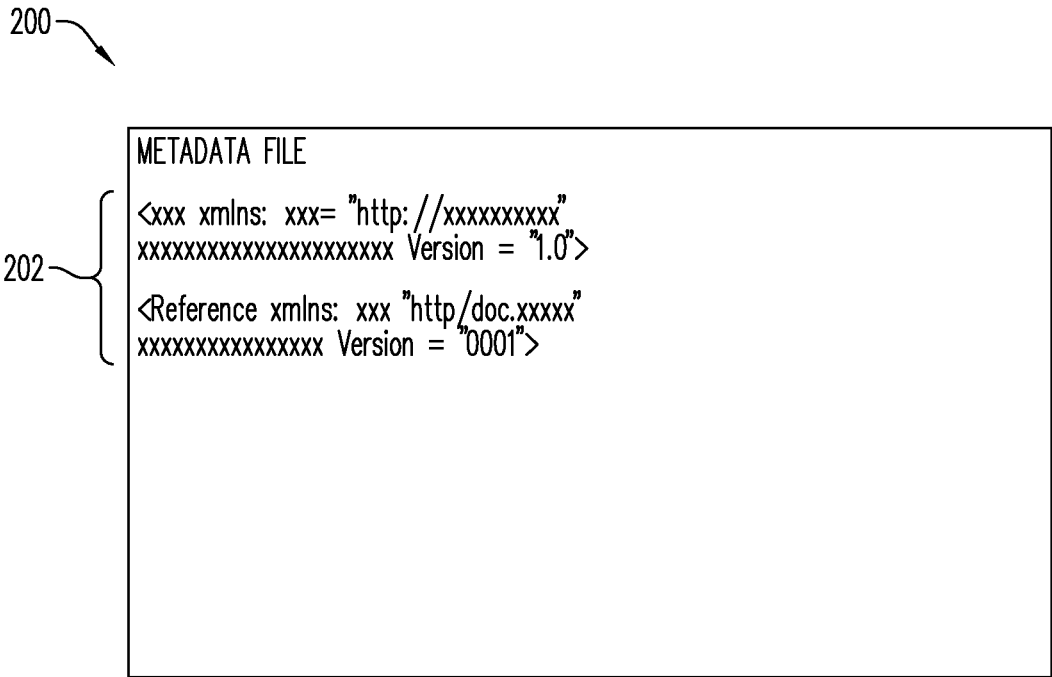 200
METADATA FILE
<xxx xmlns: xxx= "http: //xxxxxxxxxx"
xxxxxxxxxxxxxxxxxxxxxx Version = "1.0">
202
<Reference xmlns: xxx "http/doc.xxxxx"
xxxxxxxxxxxxxxxx Version = "0001">